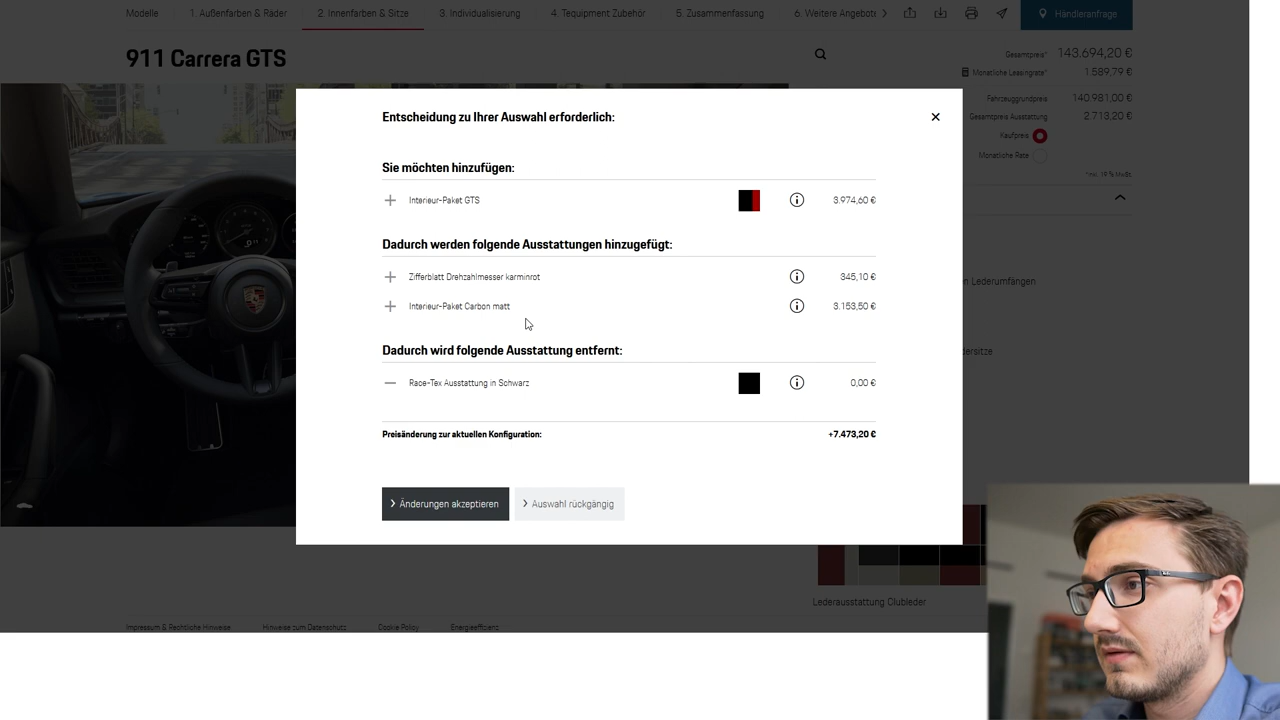 Modelle 1. Außenfarben & Räder 2. Innenfarben & Sitze 3. Individualisierung 4. Tequipment Zubehör 5. Zusammenfassung 6. Weitere Angebote Händleranfrage
911 Carrera GTS
Gesamtpreis* 143.694,20 €
Monatliche Leasingrate* 1.589,79 €
Fahrzeuggrundpreis 140.981,00 €
Gesamtpreis Ausstattung 2.713,20 €
Kaufpreis
Monatliche Rate
*inkl. 19 % MwSt.
Entscheidung zu Ihrer Auswahl erforderlich:
Sie möchten hinzufügen:
Interieur-Paket GTS 3.974,60 €
Dadurch werden folgende Ausstattungen hinzugefügt:
Zifferblatt Drehzahlmesser karminrot 345,10 €
Interieur-Paket Carbon matt 3.153,50 €
Dadurch wird folgende Ausstattung entfernt:
Race-Tex Ausstattung in Schwarz 0,00 €
Preisänderung zur aktuellen Konfiguration: +7.473,20 €
Änderungen akzeptieren Auswahl rückgängig
en Lederumfängen
dersitze
Lederausstattung Clubleder
Impressum & Rechtliche Hinweise Hinweise zum Datenschutz Cookie Policy Energieeffizienz